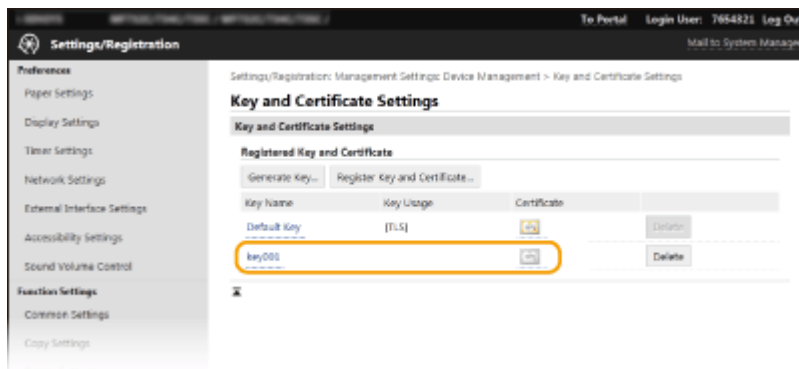 To Portal Login User: 7654321 Log Ou
Settings/Registration
Mail to System Manage
Preferences
Paper Settings
Display Settings
Timer Settings
Network Settings
External Interface Settings
Accessibility Settings
Sound Volume Control
Function Settings
Common Settings
Copy Settings
Settings/Registration: Management Settings: Device Management > Key and Certificate Settings
Key and Certificate Settings
Key and Certificate Settings
Registered Key and Certificate
Generate Key... Register Key and Certificate...
Key Name Key Usage Certificate
Default Key [TLS] Delete
key001 Delete